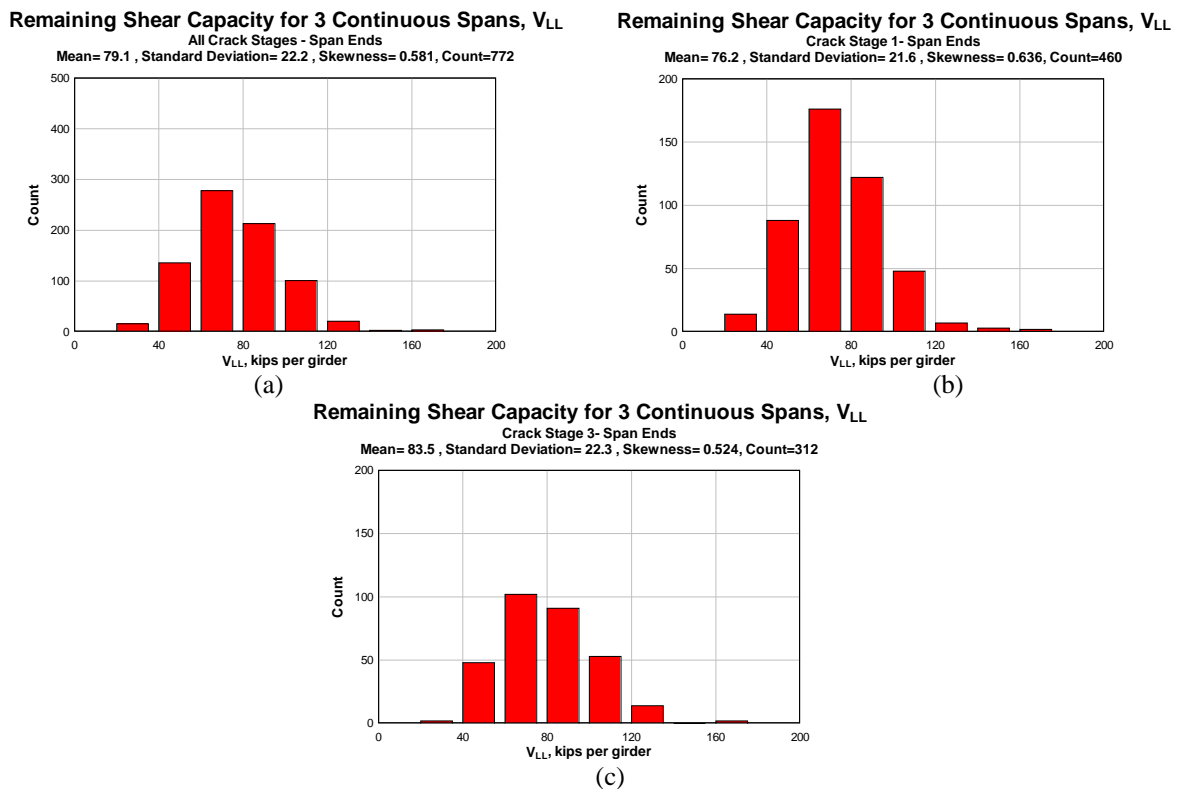 Remaining Shear Capacity for 3 Continuous Spans, VLL
All Crack Stages - Span Ends
Mean= 79.1 , Standard Deviation= 22.2 , Skewness= 0.581, Count=772
500
400
300
200
100
0
Count
0 40 80 120 160 200
VLL, kips per girder
(a)
Remaining Shear Capacity for 3 Continuous Spans, VLL
Crack Stage 1- Span Ends
Mean= 76.2 , Standard Deviation= 21.6 , Skewness= 0.636, Count=460
200
150
100
50
0
Count
0 40 80 120 160 200
VLL, kips per girder
(b)
Remaining Shear Capacity for 3 Continuous Spans, VLL
Crack Stage 3- Span Ends
Mean= 83.5 , Standard Deviation= 22.3 , Skewness= 0.524, Count=312
200
150
100
50
0
Count
0 40 80 120 160 200
VLL, kips per girder
(c)